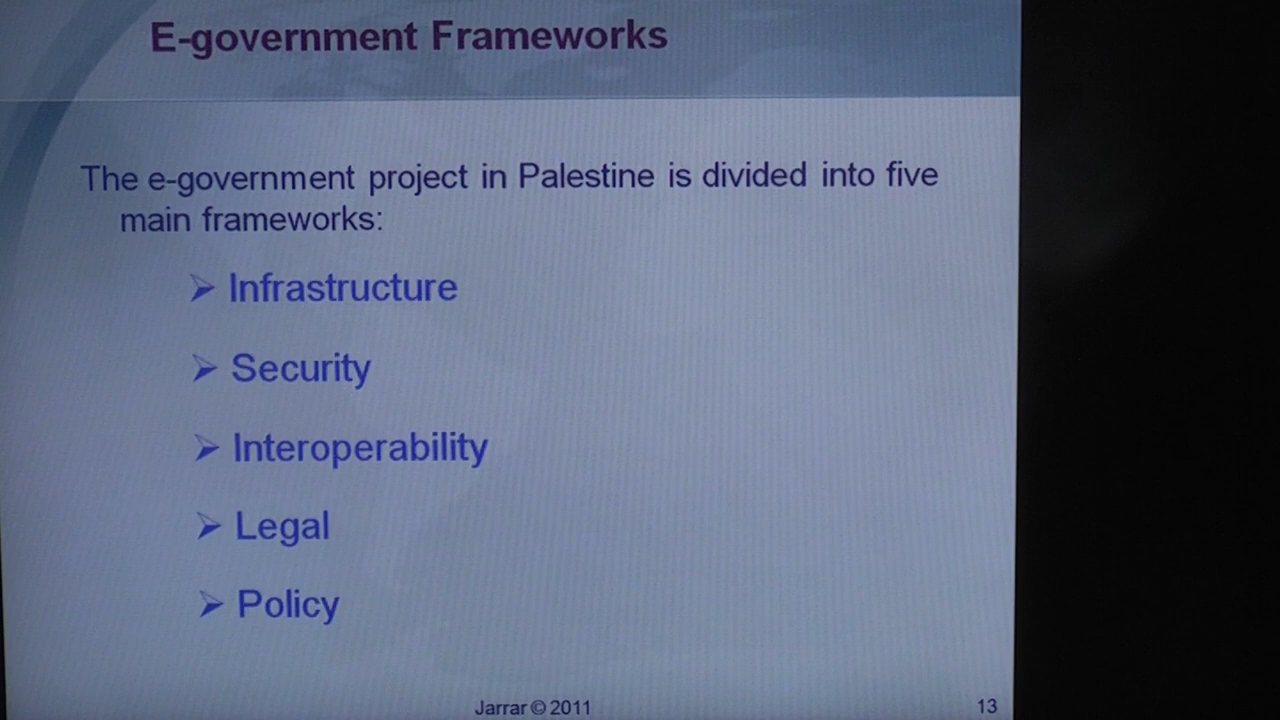 E-government Frameworks
The e-government project in Palestine is divided into five
main frameworks:
➢ Infrastructure
➢ Security
➢ Interoperability
➢ Legal
➢ Policy
Jarrar © 2011
13